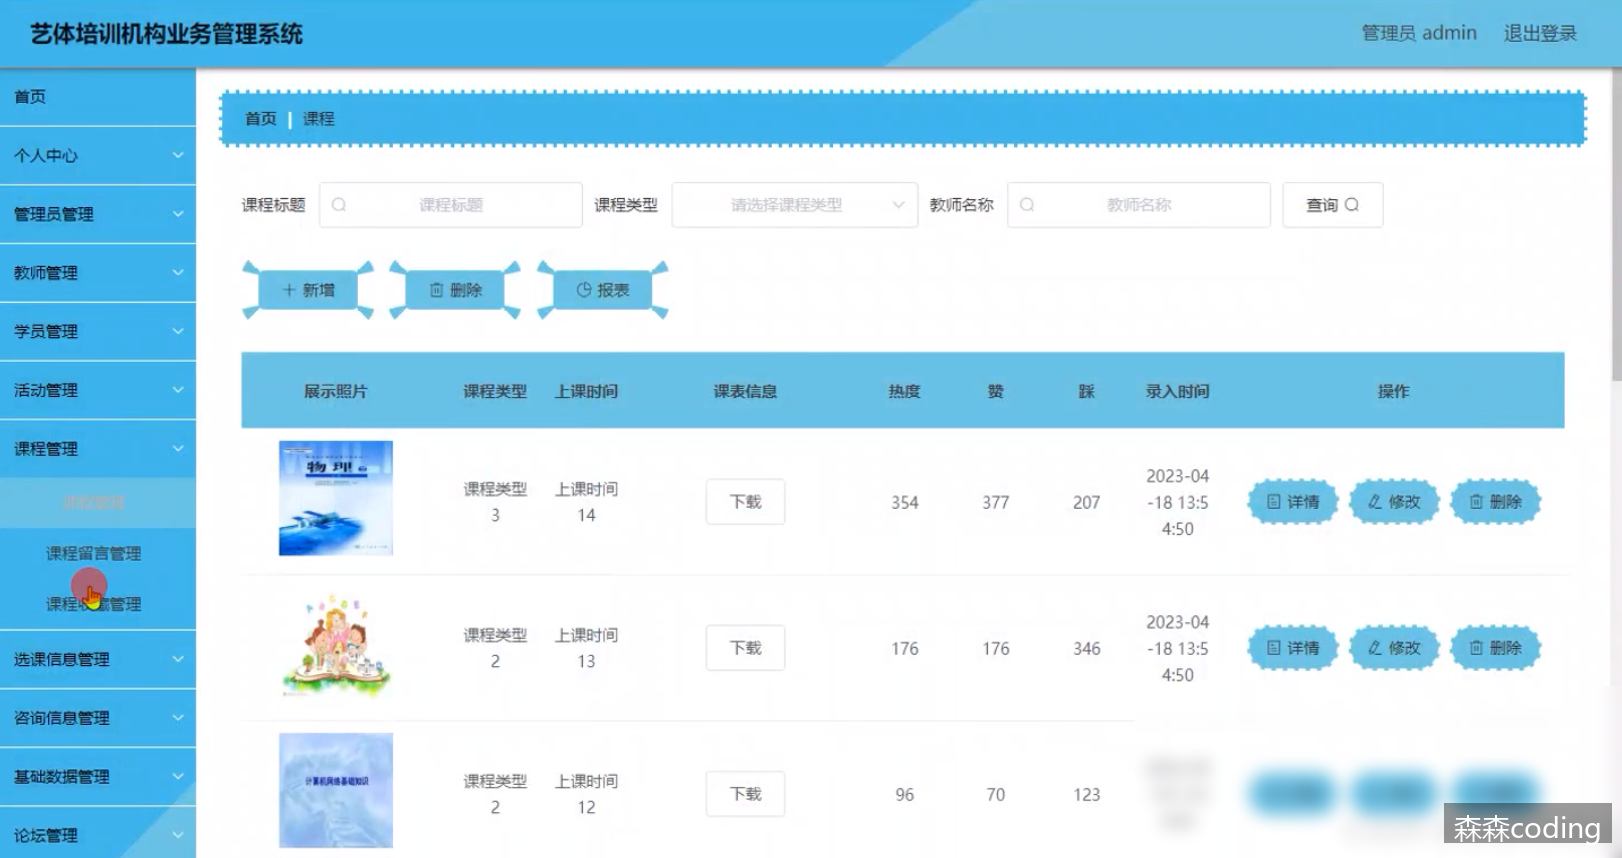 艺体培训机构业务管理系统
管理员 admin
退出登录
首页
个人中心
管理员管理
教师管理
学员管理
活动管理
课程管理
课程管理
课程留言管理
课程收藏管理
选课信息管理
咨询信息管理
基础数据管理
论坛管理
首页 课程
课程标题 课程标题 课程类型 请选择课程类型 教师名称 教师名称 查询
新增 删除 报表
展示照片 课程类型 上课时间 课表信息 热度 赞 踩 录入时间 操作
物理
课程类型
3
上课时间
14
下载
354
377
207
2023-04
-18 13:5
4:50
详情 修改 删除
课程类型
2
上课时间
13
下载
176
176
346
2023-04
-18 13:5
4:50
详情 修改 删除
计算机网络基础知识
课程类型
2
上课时间
12
下载
96
70
123
森森coding